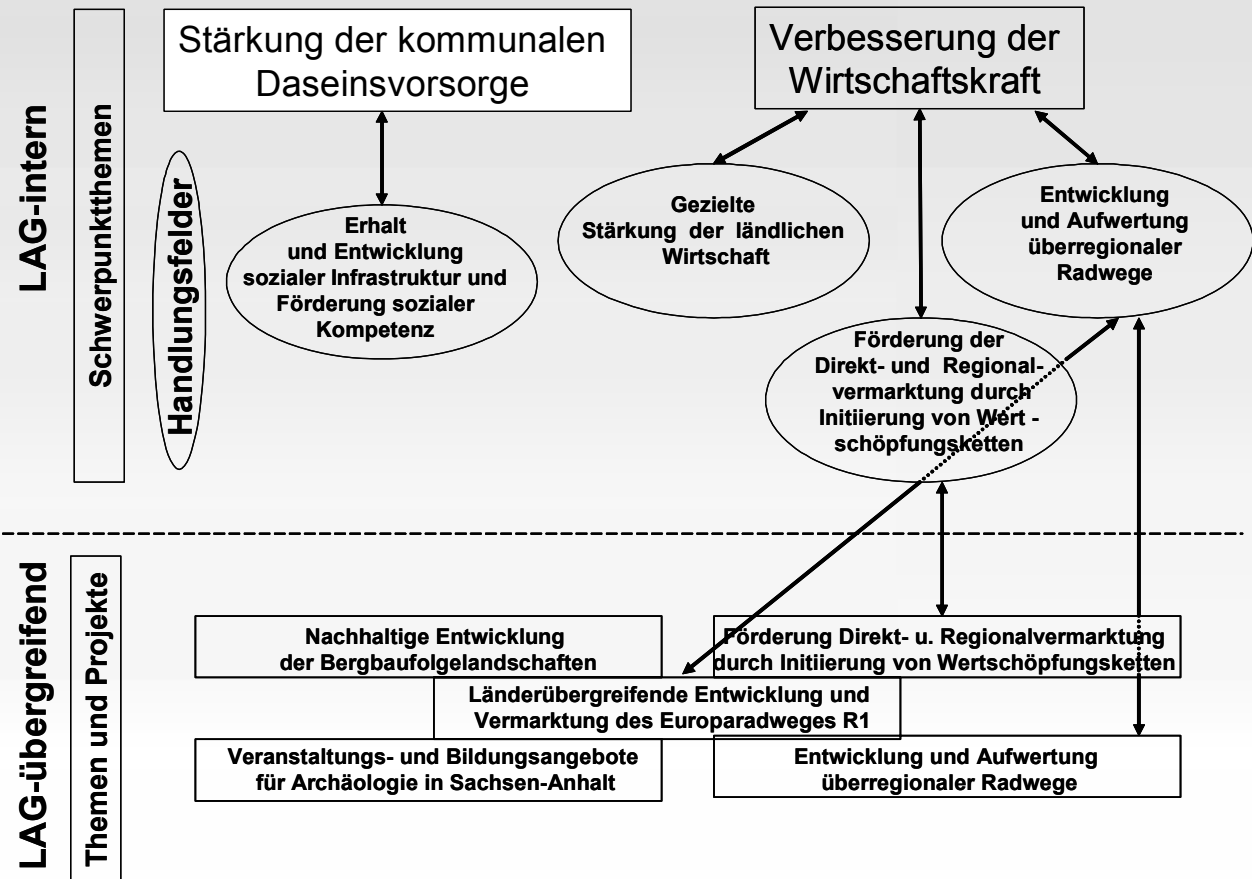 LAG-intern
Schwerpunktthemen
Handlungsfelder
Stärkung der kommunalen
Daseinsvorsorge
Verbesserung der
Wirtschaftskraft
Erhalt
und Entwicklung
sozialer Infrastruktur und
Förderung sozialer
Kompetenz
Gezielte
Stärkung der ländlichen
Wirtschaft
Entwicklung
und Aufwertung
überregionaler
Radwege
Förderung der
Direkt- und Regional-
vermarktung durch
Initiierung von Wert -
schöpfungsketten
LAG-übergreifend
Themen und Projekte
Nachhaltige Entwicklung
der Bergbaufolgelandschaften
Förderung Direkt- u. Regionalvermarktung
durch Initiierung von Wertschöpfungsketten
Länderübergreifende Entwicklung und
Vermarktung des Europaradweges R1
Veranstaltungs- und Bildungsangebote
für Archäologie in Sachsen-Anhalt
Entwicklung und Aufwertung
überregionaler Radwege